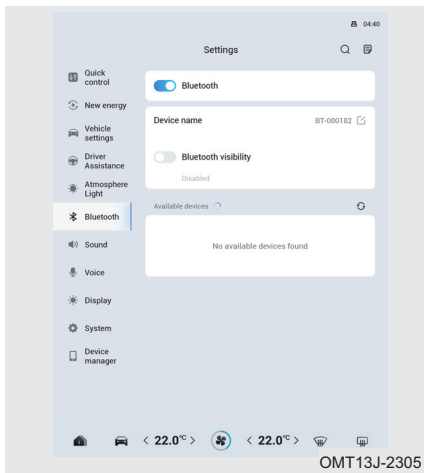 04:40
Settings
Quick
control
Bluetooth
New energy
Device name
BT-000182
Vehicle
settings
Driver
Assistance
Bluetooth visibility
Disabled
Atmosphere
Light
Available devices
Bluetooth
Sound
No available devices found
Voice
Display
System
Device
manager
< 22.0°C >
< 22.0°C >
OMT13J-2305